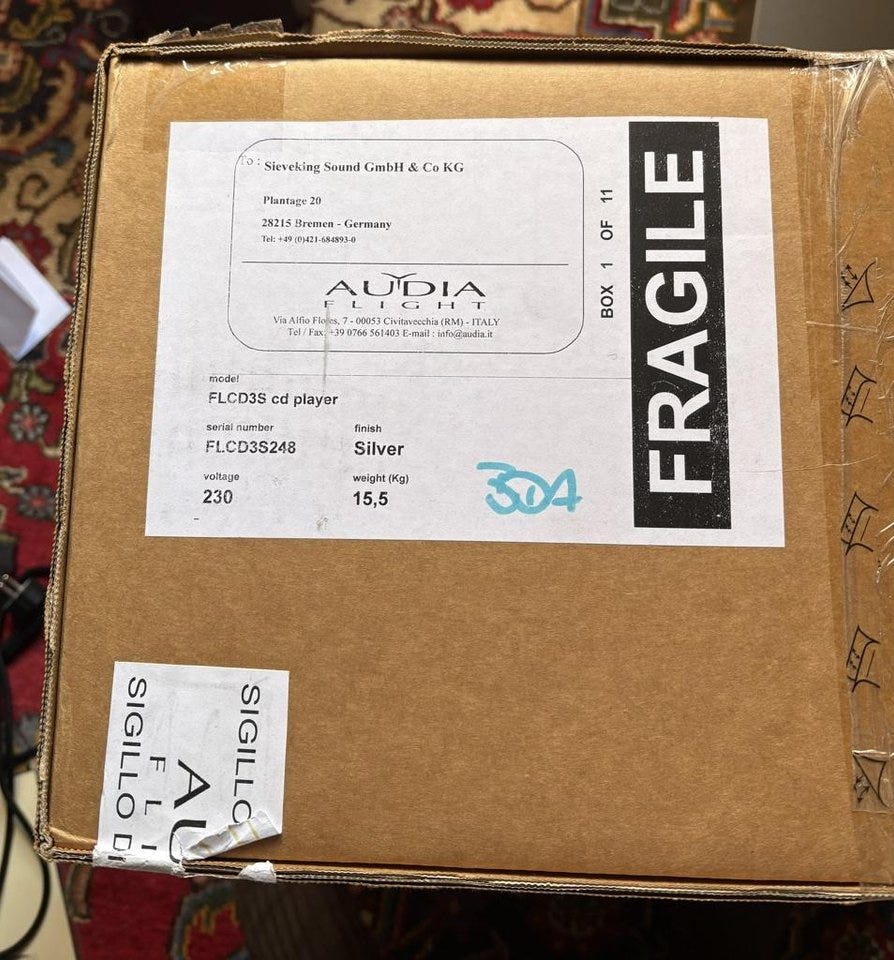 To : Sieveking Sound GmbH & Co KG
Plantage 20
28215 Bremen - Germany
Tel: +49 (0)421-684893-0
AUDIA
FLIGHT
Via Alfio Flores, 7 - 00053 Civitavecchia (RM) - ITALY
Tel / Fax: +39 0766 561403 E-mail : info@audia.it
BOX 1 OF 11
FRAGILE
model
FLCD3S cd player
serial number
FLCD3S248
finish
Silver
voltage
230
weight (Kg)
15,5
SIGILLO
AU
FLI
SIGILLO DI